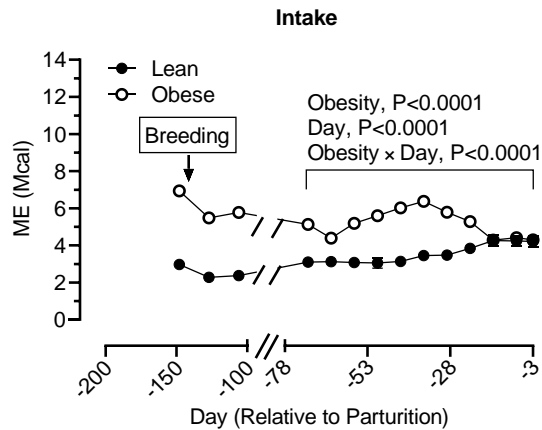 Intake
14
12
10
8
6
4
2
0
ME (Mcal)
Lean
Obese
Breeding
Obesity, P<0.0001
Day, P<0.0001
Obesity × Day, P<0.0001
-200
-150
-100
-78
-53
-28
-3
Day (Relative to Parturition)